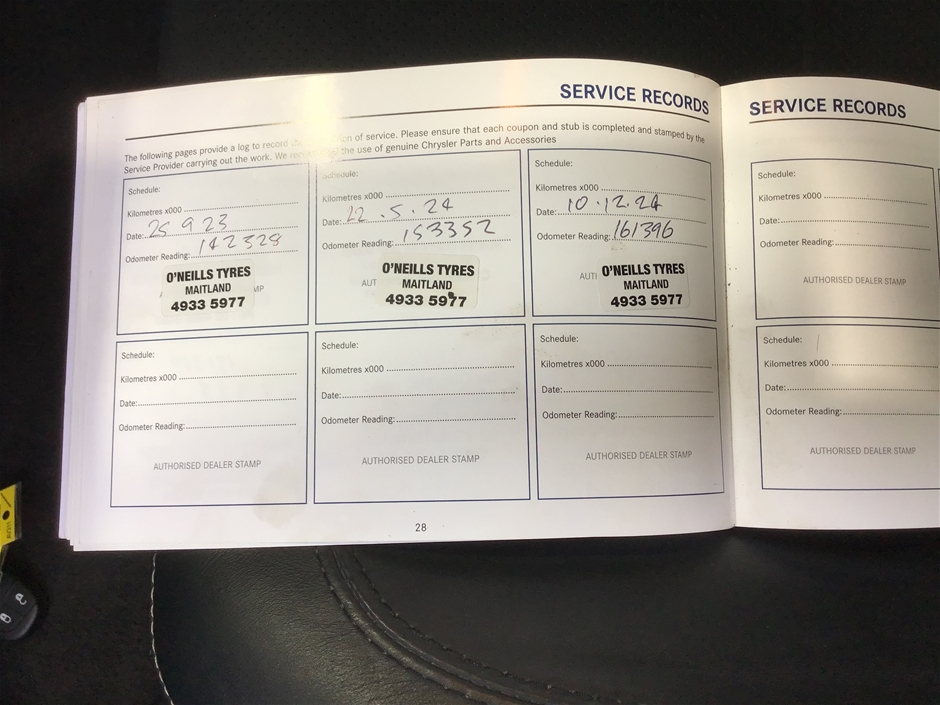 SERVICE RECORDS
The following pages provide a log to record of service. Please ensure that each coupon and stub is completed and stamped by the
Service Provider carrying out the work. We the use of genuine Chrysler Parts and Accessories
Schedule:
Kilometres x000
Date: 25 9 23
Odometer Reading: 142528
O'NEILLS TYRES
MAITLAND
4933 5977
Schedule:
Kilometres x000
Date: 22.5.24
Odometer Reading: 153352
AUT
O'NEILLS TYRES
MAITLAND
4933 5977
Schedule:
Kilometres x000
Date: 10.12.24
Odometer Reading: 161396
O'NEILLS TYRES
MAITLAND
4933 5977
Schedule:
Kilometres x000
Date:
Odometer Reading:
AUTHORISED DEALER STAMP
Schedule:
Kilometres x000
Date:
Odometer Reading:
AUTHORISED DEALER STAMP
Schedule:
Kilometres x000
Date:
Odometer Reading:
AUTHORISED DEALER STAMP
28
SERVICE RECORDS
Schedule:
Kilometres x000
Date:
Odometer Reading:
AUTHORISED DEALER STAMP
Schedule:
Kilometres x000
Date:
Odometer Reading:
AUTHORISED DEALER STAMP